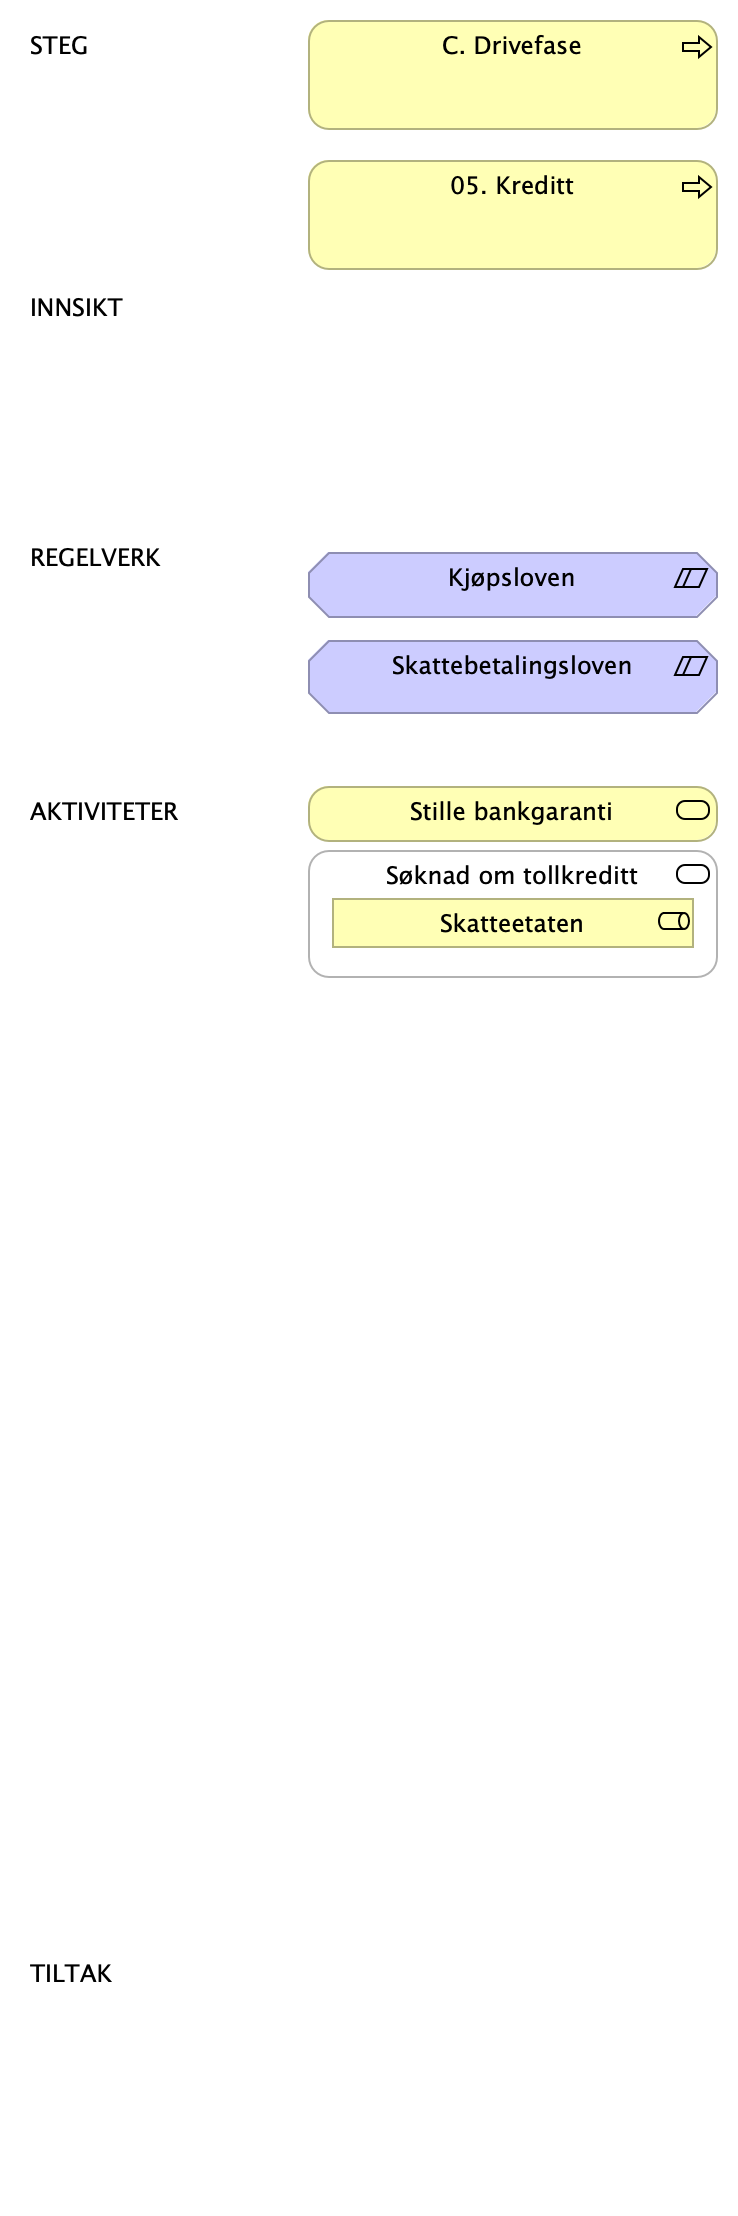 STEG
C. Drivefase
05. Kreditt
INNSIKT
REGELVERK
Kjøpsloven
Skattebetalingsloven
AKTIVITETER
Stille bankgaranti
Søknad om tollkreditt
Skatteetaten
TILTAK